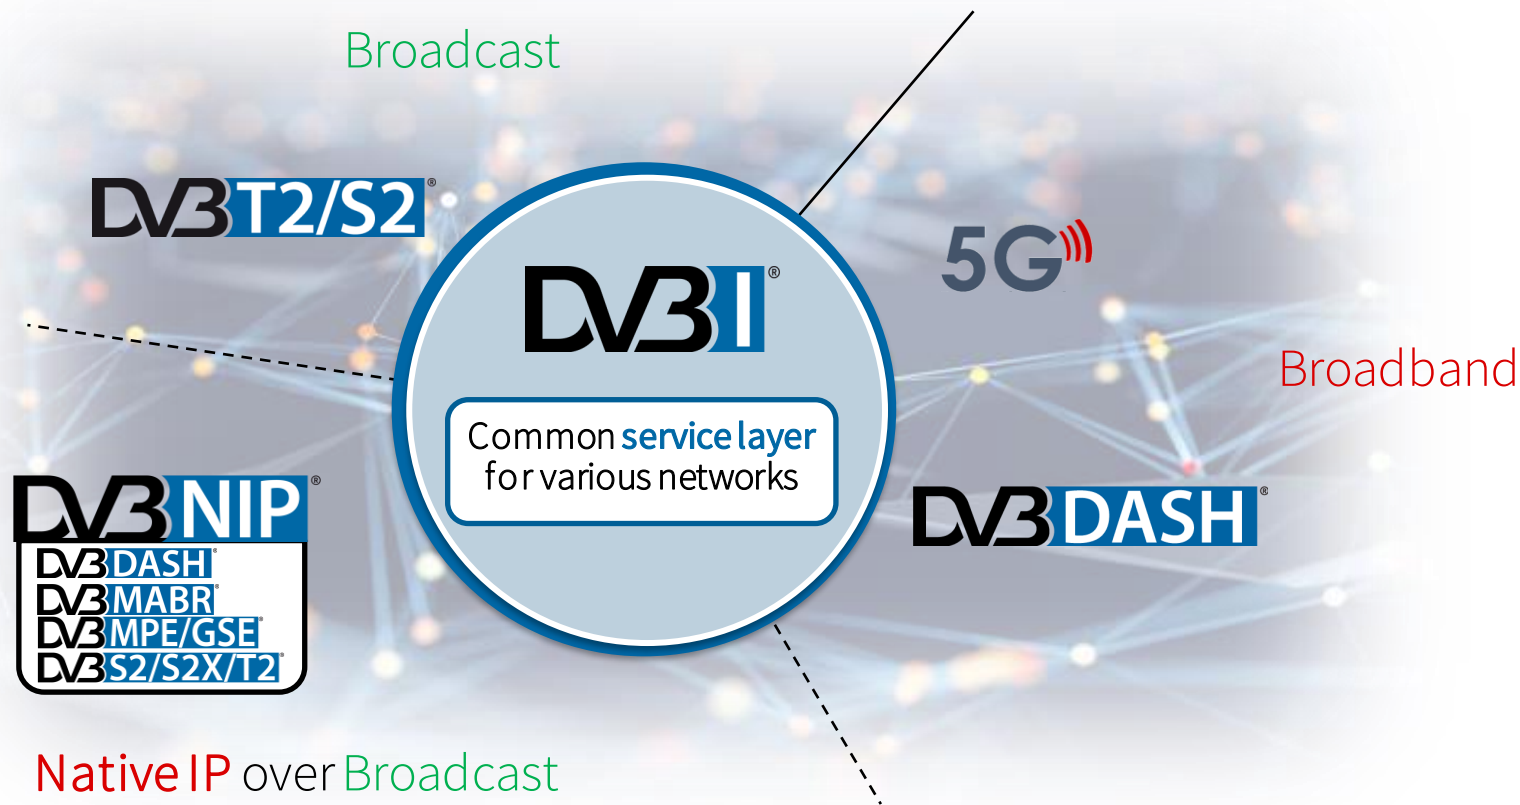 Broadcast
DVB T2/S2®
5G
DVB I®
Broadband
Common service layer
for various networks
DVB NIP®
DVB DASH®
DVB MABR®
DVB MPE/GSE®
DVB S2/S2X/T2®
DVB DASH®
Native IP over Broadcast